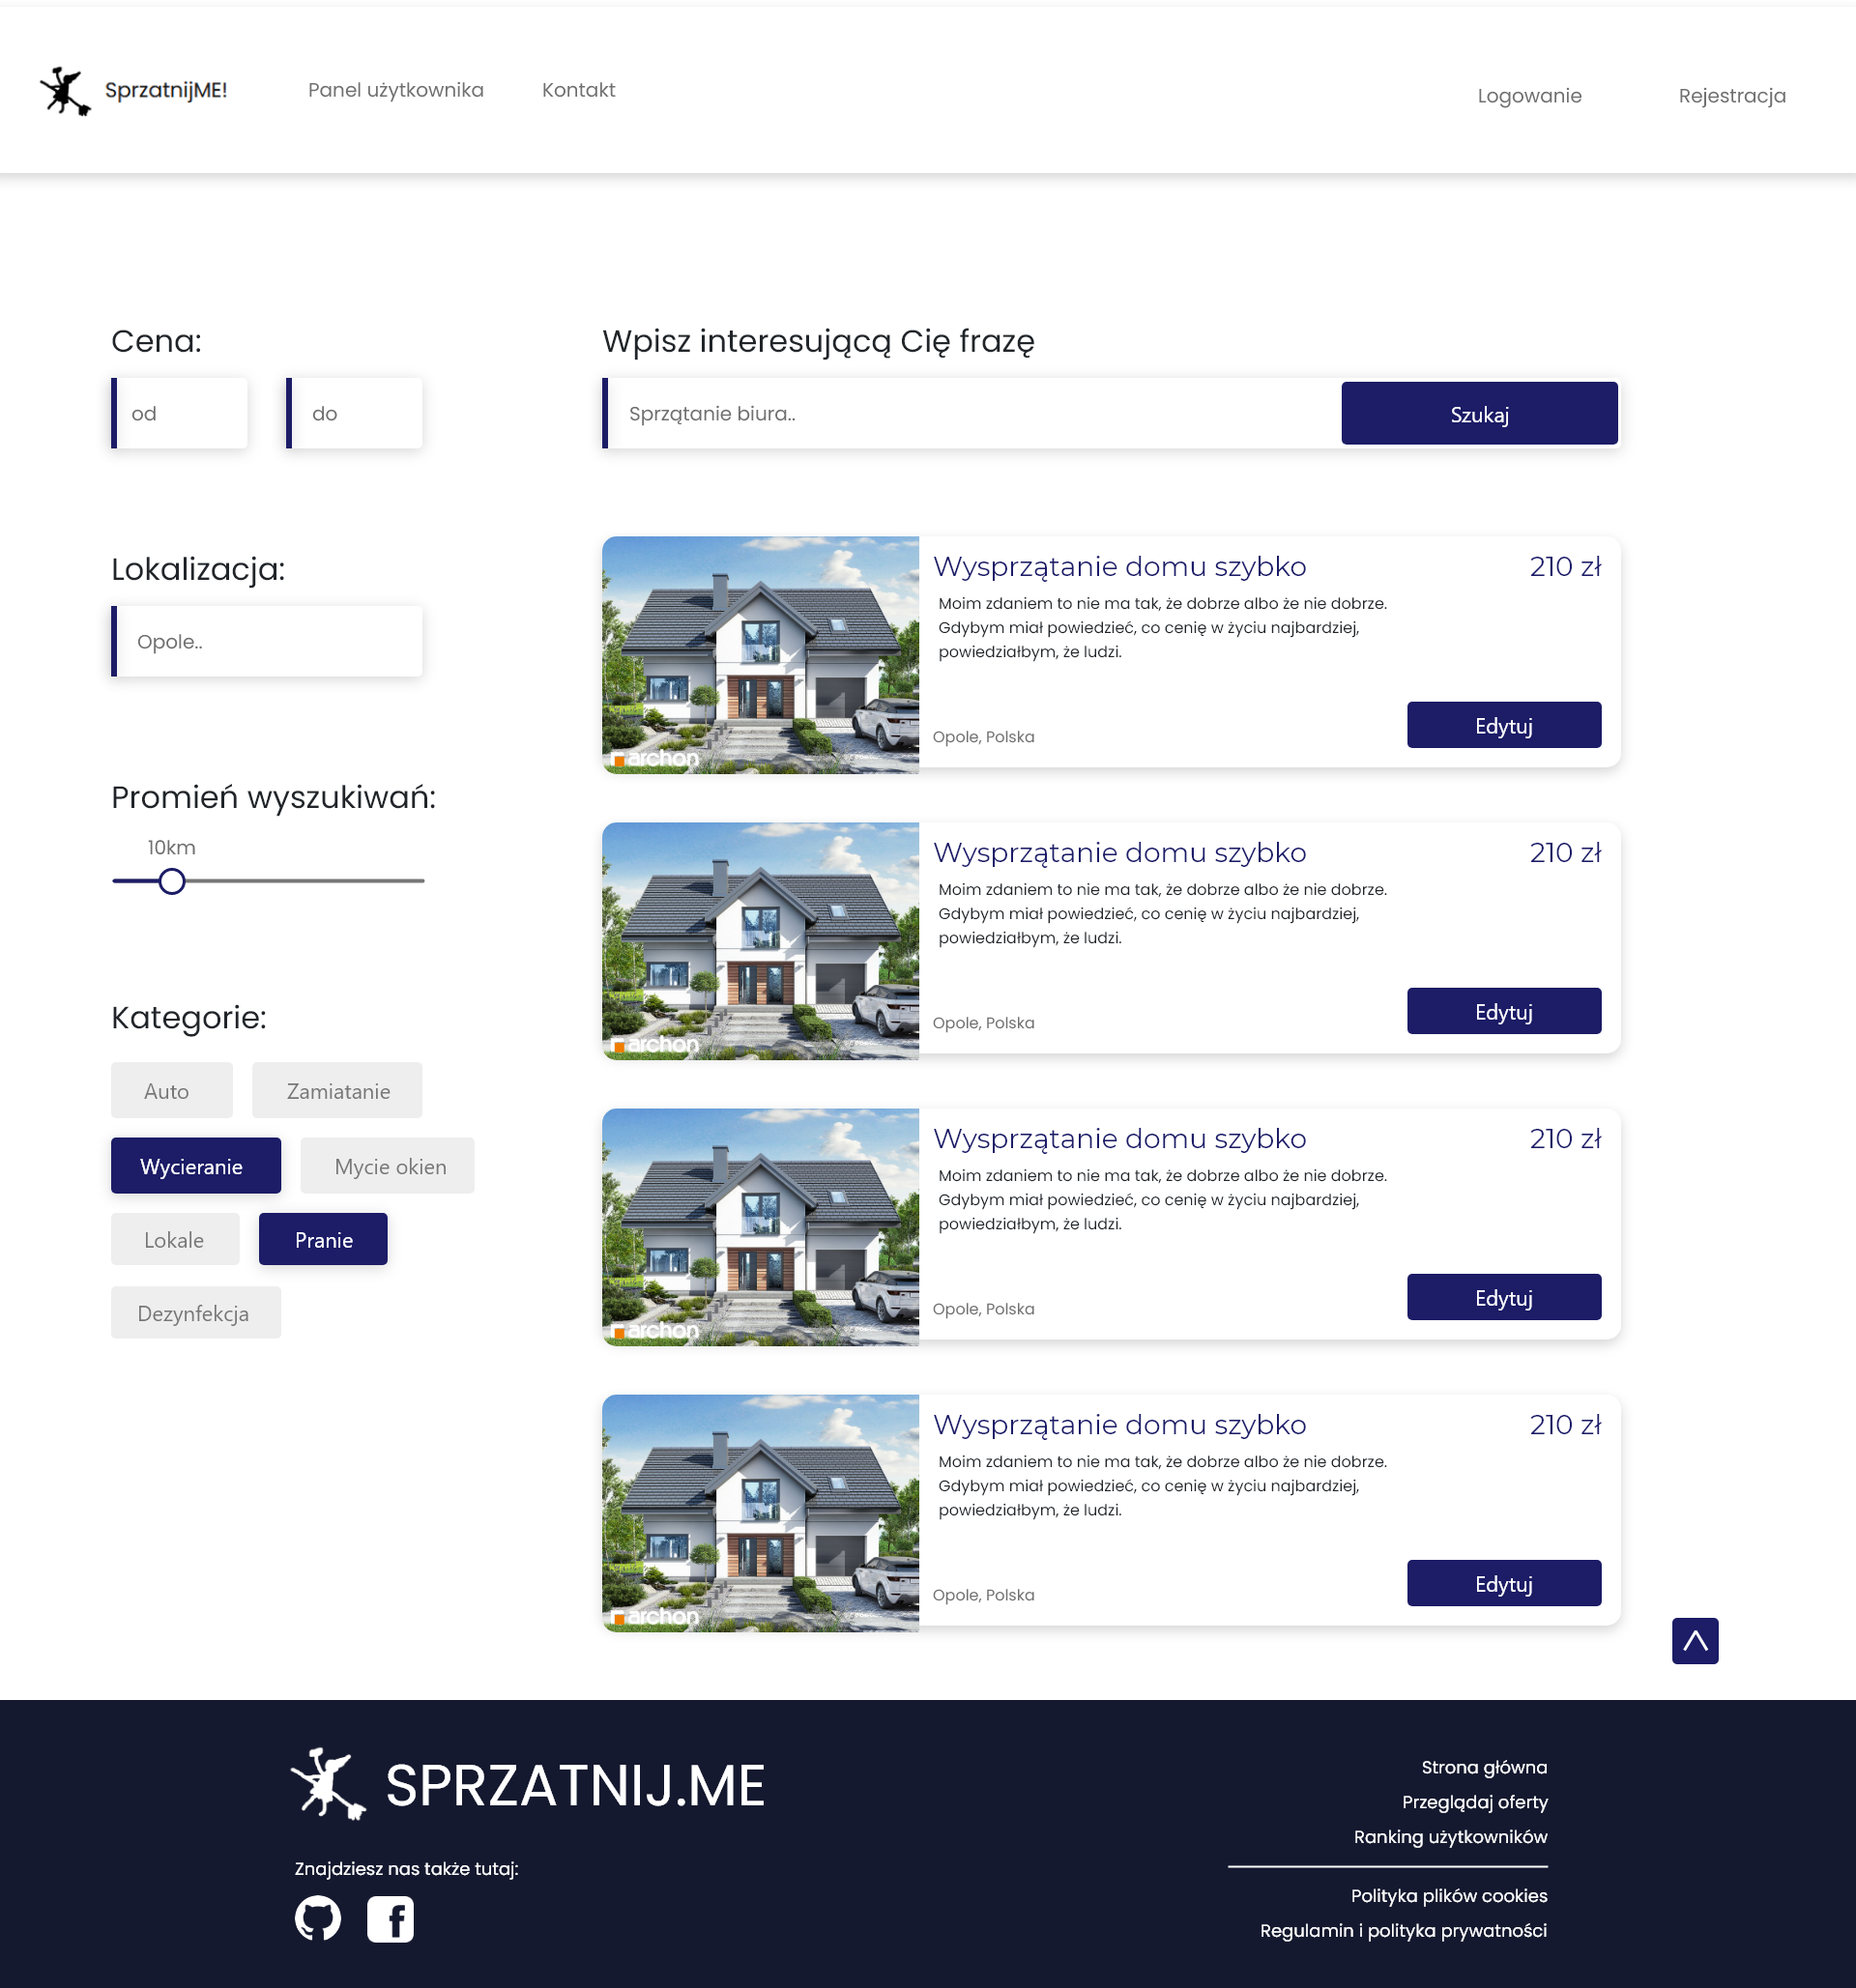 SprzatnijME!
Panel użytkownika
Kontakt
Logowanie
Rejestracja
Cena:
od
do
Lokalizacja:
Opole..
Promień wyszukiwań:
10km
Kategorie:
Auto
Zamiatanie
Wycieranie
Mycie okien
Lokale
Pranie
Dezynfekcja
Wpisz interesującą Cię frazę
Sprzątanie biura..
Szukaj
archon
Wysprzątanie domu szybko
210 zł
Moim zdaniem to nie ma tak, że dobrze albo że nie dobrze.
Gdybym miał powiedzieć, co cenię w życiu najbardziej,
powiedziałbym, że ludzi.
Opole, Polska
Edytuj
archon
Wysprzątanie domu szybko
210 zł
Moim zdaniem to nie ma tak, że dobrze albo że nie dobrze.
Gdybym miał powiedzieć, co cenię w życiu najbardziej,
powiedziałbym, że ludzi.
Opole, Polska
Edytuj
archon
Wysprzątanie domu szybko
210 zł
Moim zdaniem to nie ma tak, że dobrze albo że nie dobrze.
Gdybym miał powiedzieć, co cenię w życiu najbardziej,
powiedziałbym, że ludzi.
Opole, Polska
Edytuj
archon
Wysprzątanie domu szybko
210 zł
Moim zdaniem to nie ma tak, że dobrze albo że nie dobrze.
Gdybym miał powiedzieć, co cenię w życiu najbardziej,
powiedziałbym, że ludzi.
Opole, Polska
Edytuj
SPRZATNIJ.ME
Znajdziesz nas także tutaj:
Strona główna
Przeglądaj oferty
Ranking użytkowników
Polityka plików cookies
Regulamin i polityka prywatności